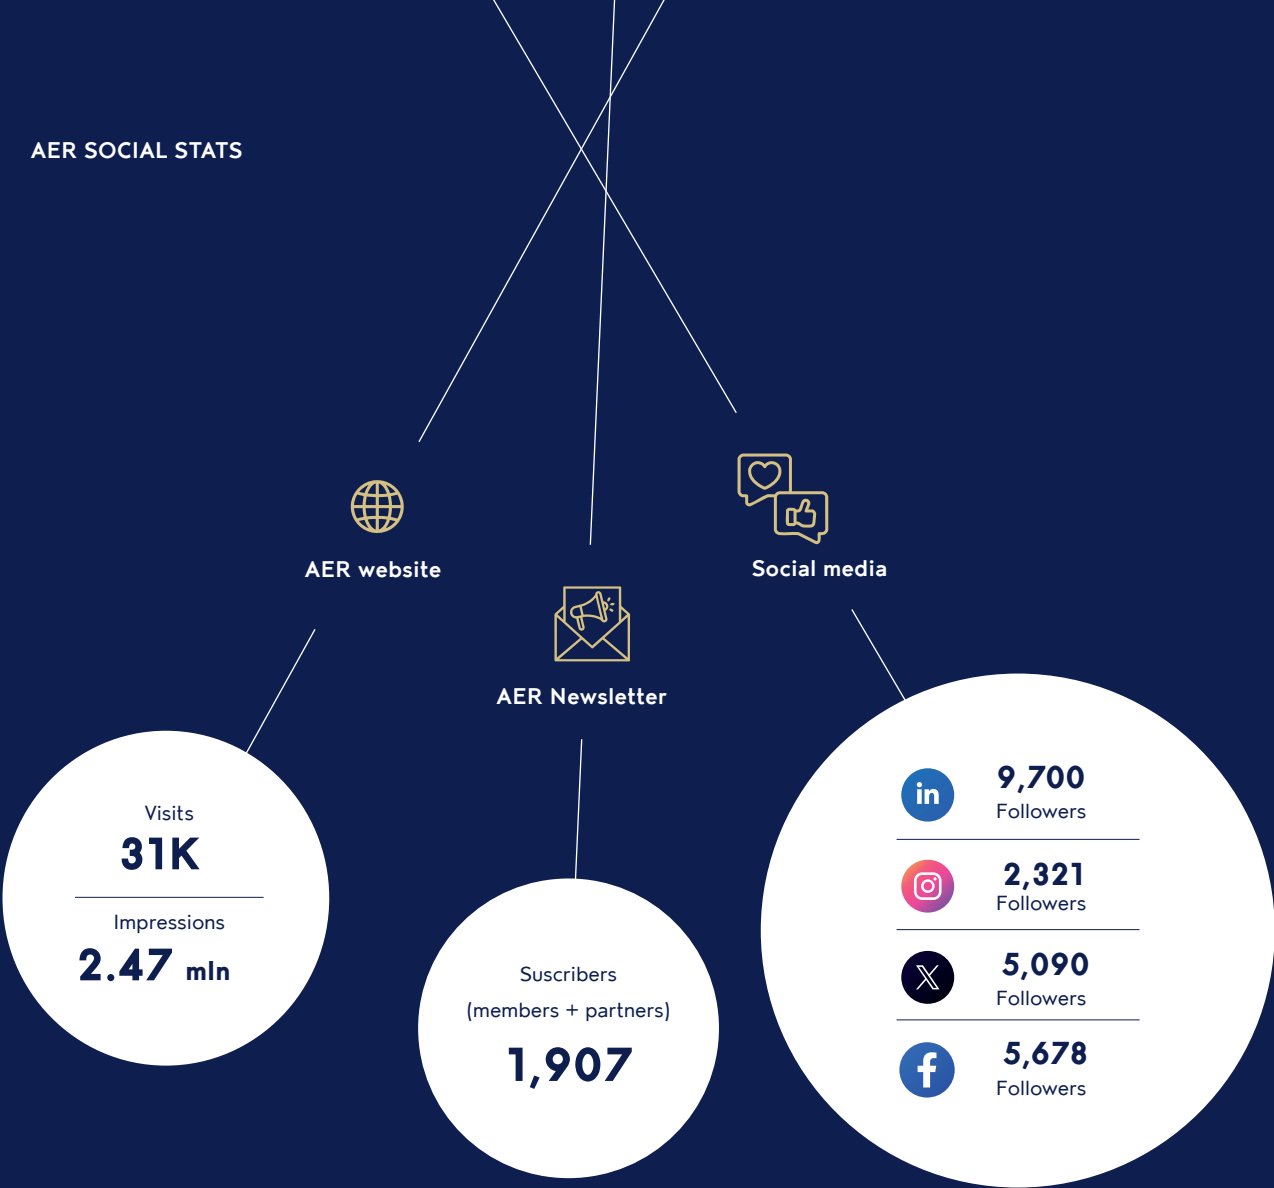 AER SOCIAL STATS
AER website
Visits
31K
Impressions
2.47 mln
AER Newsletter
Suscribers
(members + partners)
1,907
Social media
in
9,700
Followers
2,321
Followers
X
5,090
Followers
f
5,678
Followers